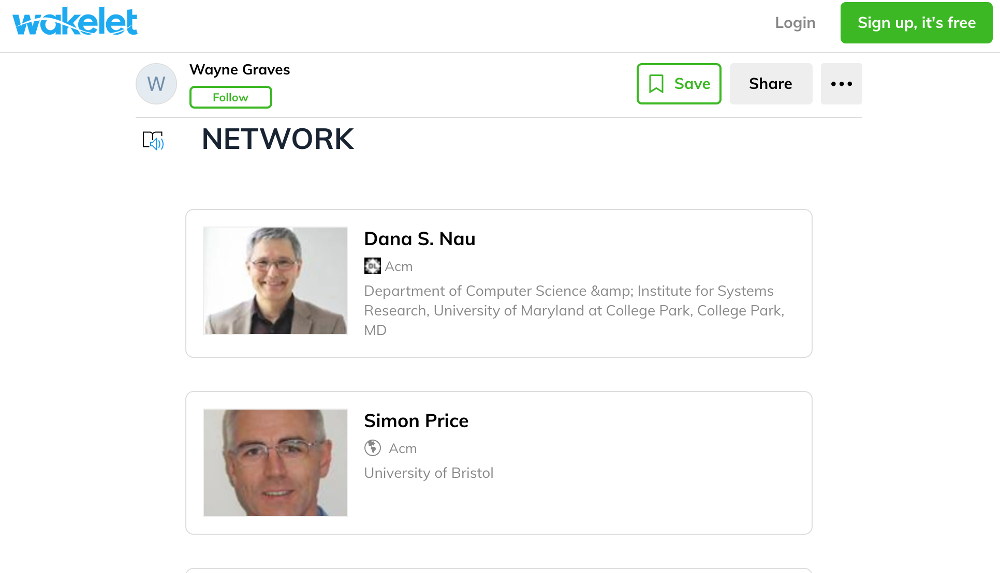 wakelet
Login
Sign up, it's free
W
Wayne Graves
Follow
Save
Share
NETWORK
Dana S. Nau
DL Acm
Department of Computer Science &amp;amp; Institute for Systems
Research, University of Maryland at College Park, College Park,
MD
Simon Price
Acm
University of Bristol